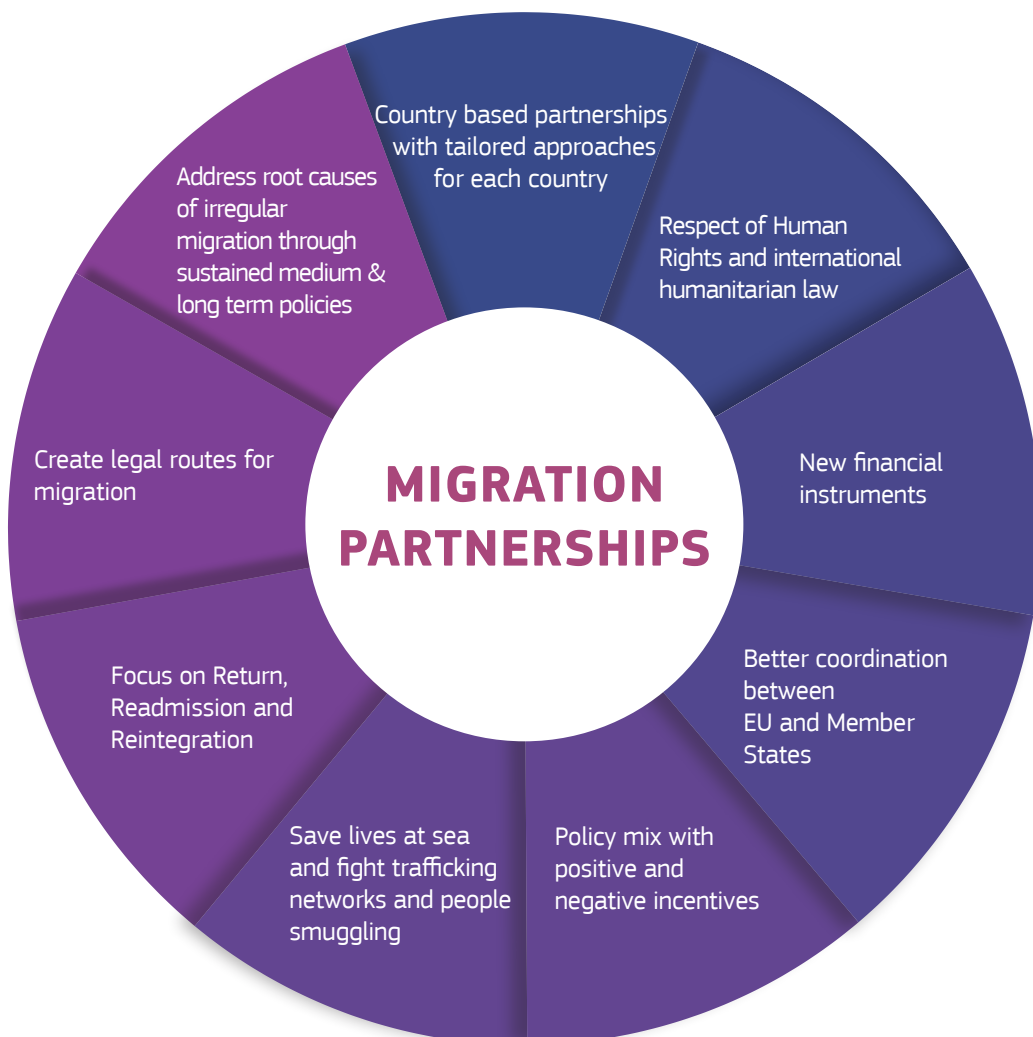 Country based partnerships
with tailored approaches
for each country
Respect of Human
Rights and international
humanitarian law
New financial
instruments
Better coordination
between
EU and Member
States
Policy mix with
positive and
negative incentives
Save lives at sea
and fight trafficking
networks and people
smuggling
Focus on Return,
Readmission and
Reintegration
Create legal routes for
migration
Address root causes
of irregular
migration through
sustained medium &
long term policies
MIGRATION
PARTNERSHIPS